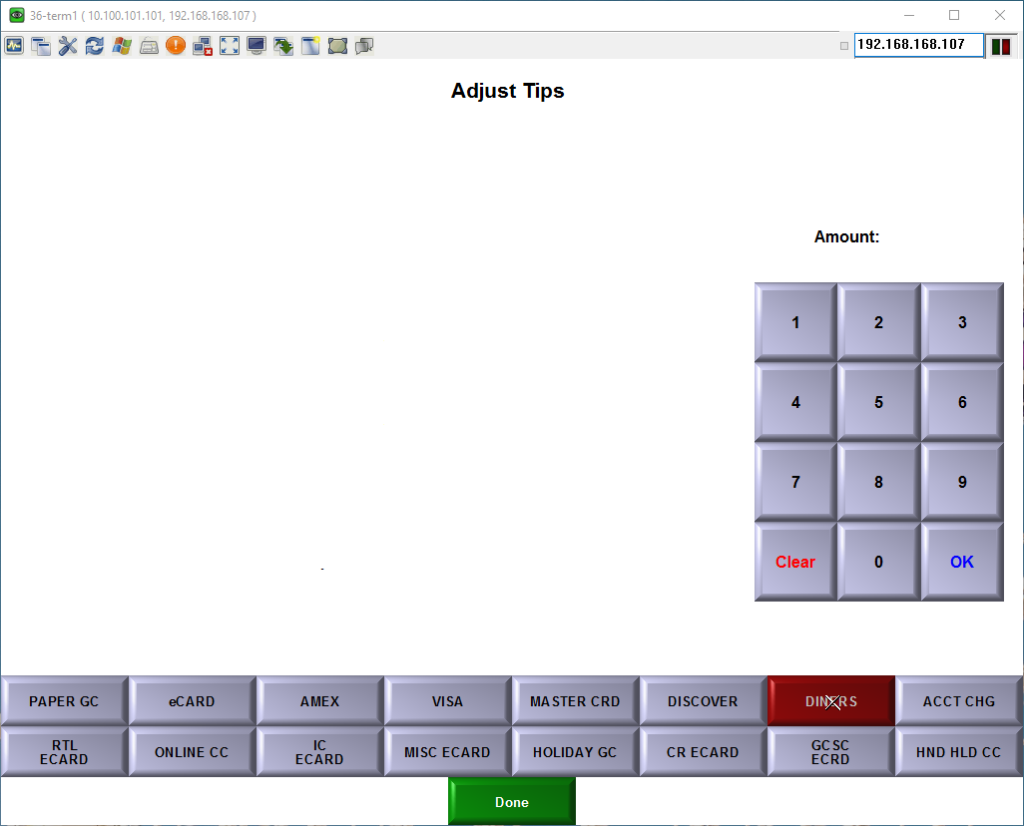 36-term1 ( 10.100.101.101, 192.168.168.107 )
192.168.168.107
Adjust Tips
Amount:
1 2 3
4 5 6
7 8 9
Clear 0 OK
PAPER GC eCARD AMEX VISA MASTER CRD DISCOVER DINERS ACCT CHG
RTL ECARD ONLINE CC IC ECARD MISC ECARD HOLIDAY GC CR ECARD GC SC ECRD HND HLD CC
Done